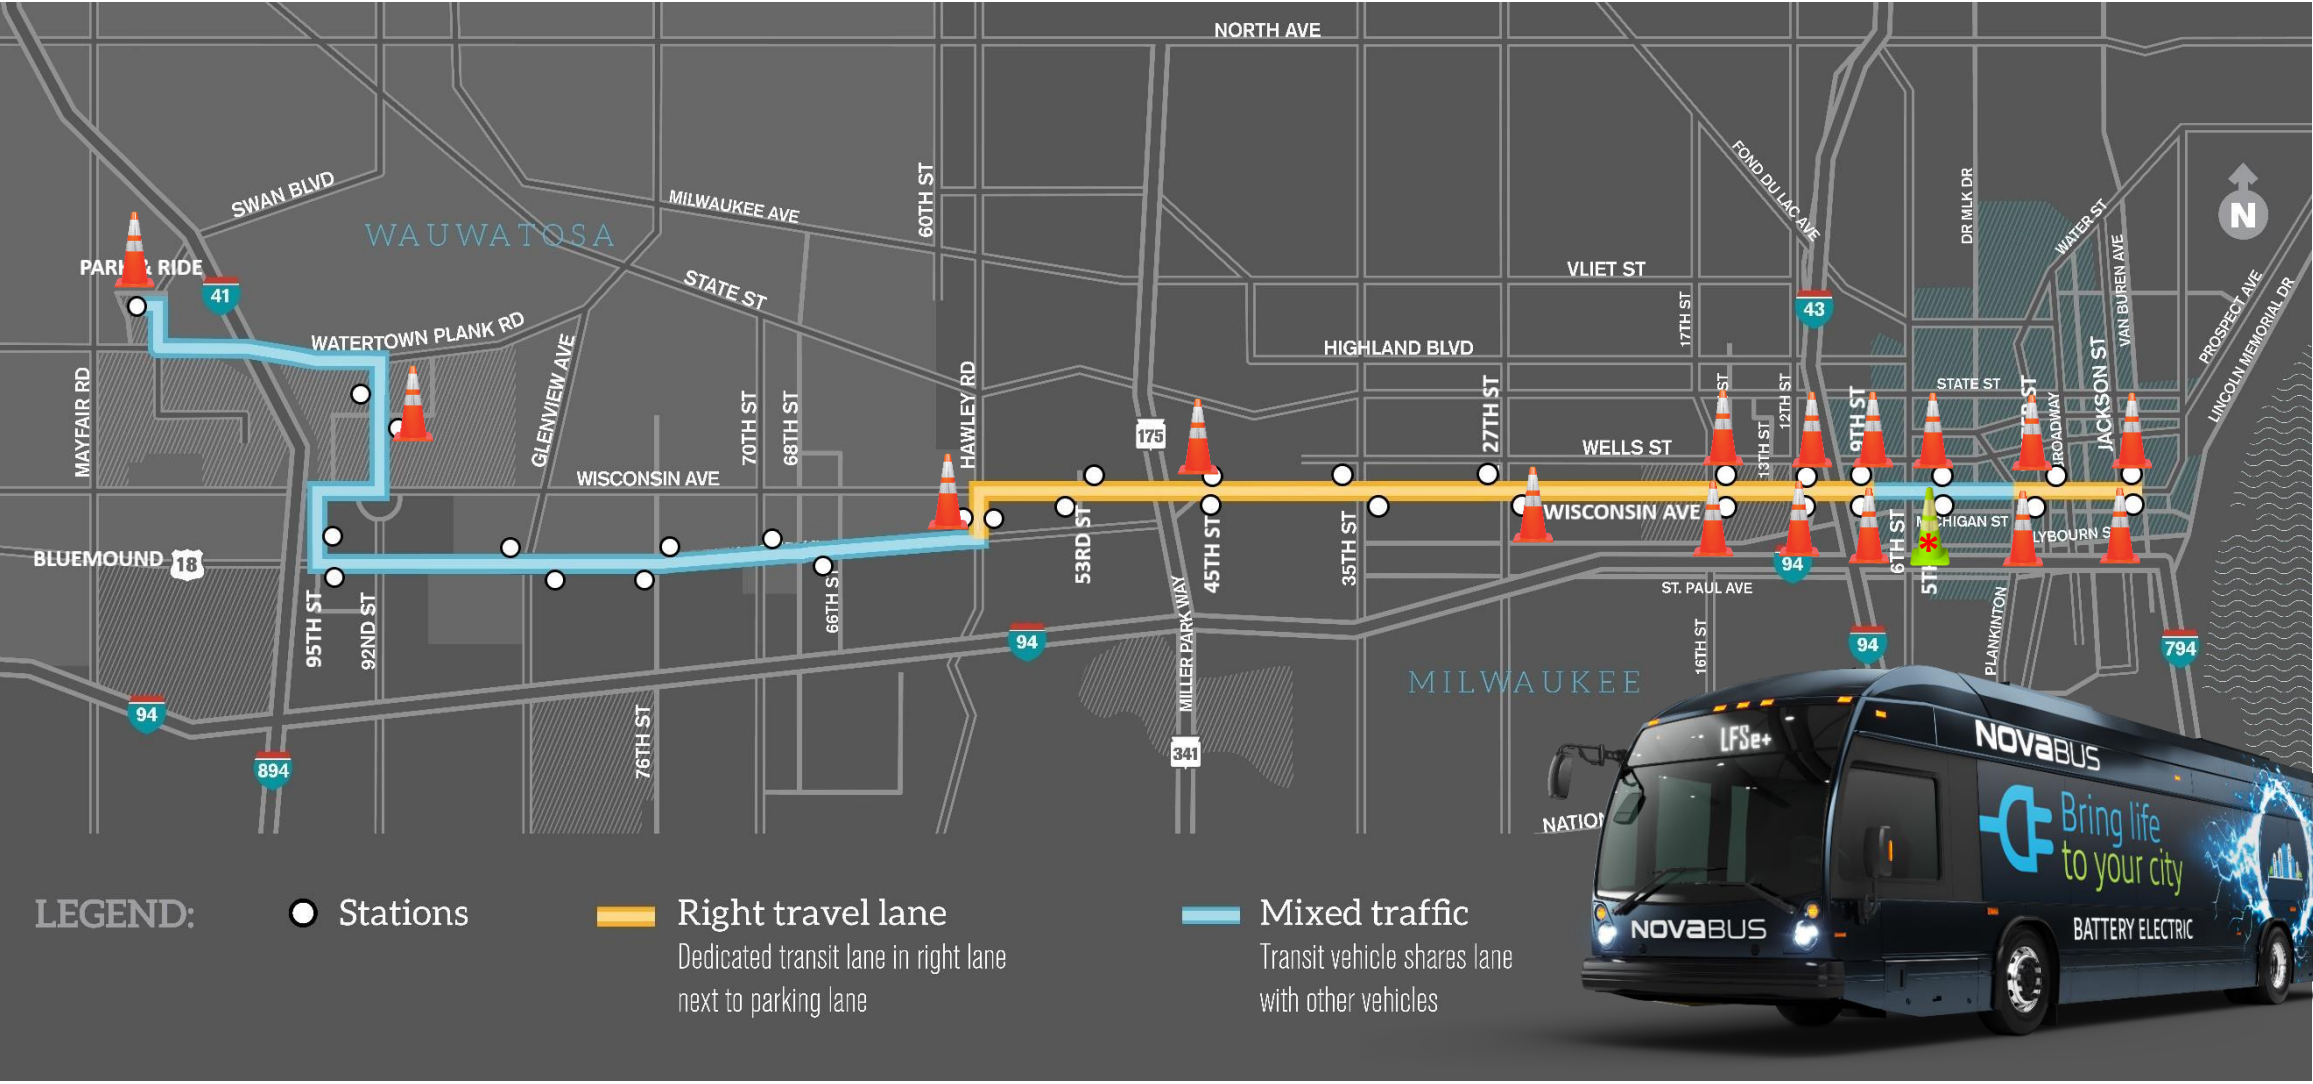 NORTH AVE
FOND DU LAC AVE
DR MLK DR
60TH ST
SWAN BLVD
MILWAUKEE AVE
WAUWATOSA
WATER ST
N
VAN BUREN AVE
PARK & RIDE
41
STATE ST
VLIET ST
17TH ST
43
PROSPECT AVE
LINCOLN MEMORIAL DR
WATERTOWN PLANK RD
HIGHLAND BLVD
MAYFAIR RD
GLENVIEW AVE
70TH ST
68TH ST
HAWLEY RD
175
27TH ST
ST
12TH ST
13TH ST
9TH ST
STATE ST
JACKSON ST
WELLS ST
WISCONSIN AVE
WISCONSIN AVE
BLUEMOUND 18
53RD ST
45TH ST
35TH ST
94
6TH ST
ST. PAUL AVE
95TH ST
92ND ST
66TH ST
MILLER PARK WAY
16TH ST
PLANKINTON
94
94
794
MILWAUKEE
94
76TH ST
341
894
LFSe+
NOVABUS
Bring life
to your city
NOVABUS
BATTERY ELECTRIC
LEGEND:
Stations
Right travel lane
Dedicated transit lane in right lane
next to parking lane
Mixed traffic
Transit vehicle shares lane
with other vehicles